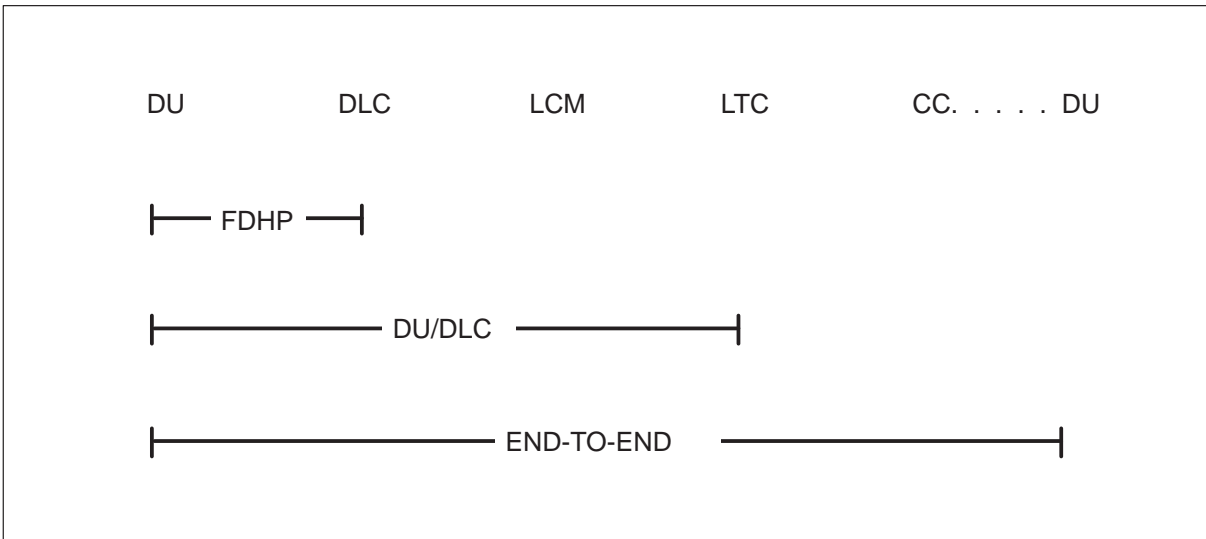 DU DLC LCM LTC CC. . . . . DU
FDHP
DU/DLC
END-TO-END